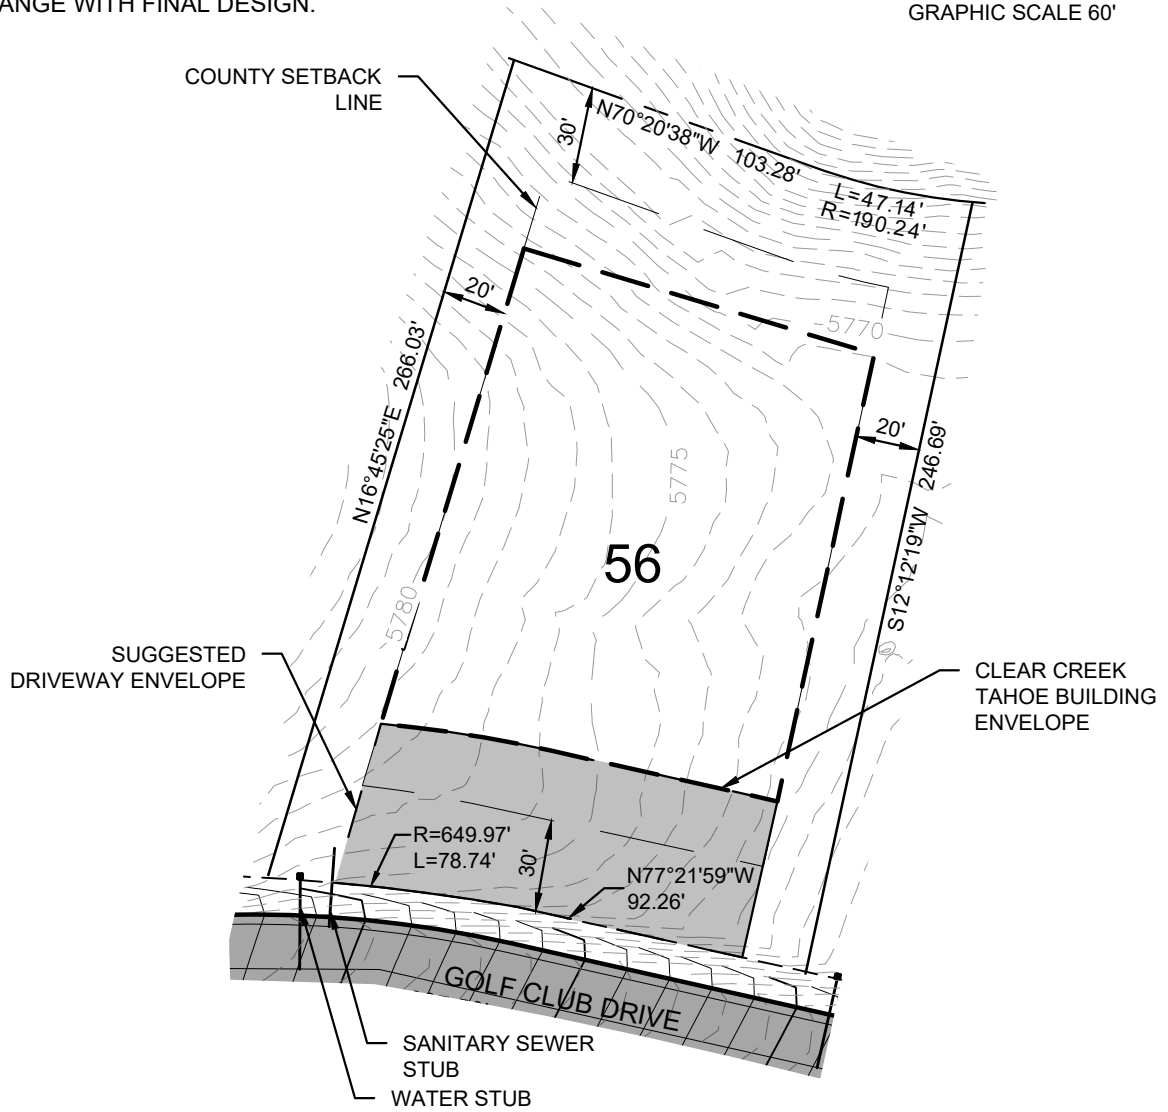 ANGE WITH FINAL DESIGN.
GRAPHIC SCALE 60'
COUNTY SETBACK
LINE
30'
N70°20'38"W 103.28'
L=47.14'
R=190.24'
20'
5770
N16°45'25"E 266.03'
20'
S12°12'19"W 246.69'
5775
56
5780
SUGGESTED
DRIVEWAY ENVELOPE
CLEAR CREEK
TAHOE BUILDING
ENVELOPE
R=649.97'
L=78.74'
30'
N77°21'59"W
92.26'
GOLF CLUB DRIVE
SANITARY SEWER
STUB
WATER STUB